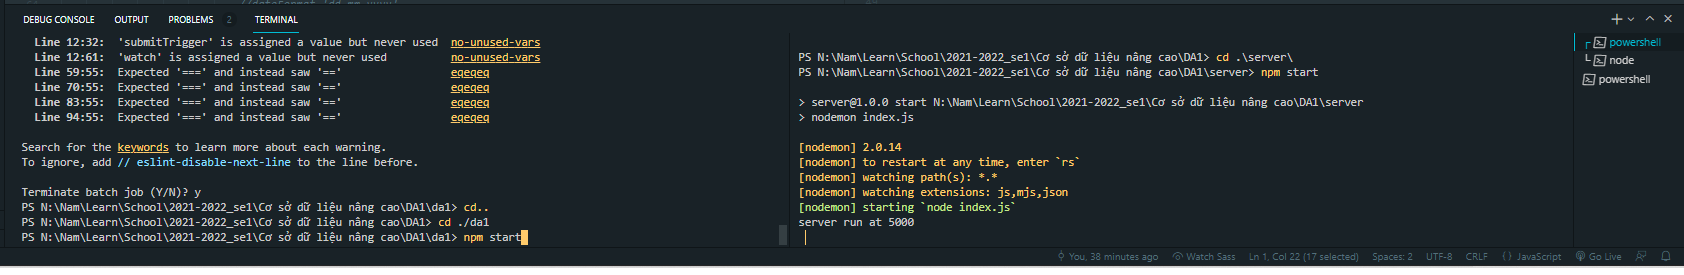 DEBUG CONSOLE OUTPUT PROBLEMS 2 TERMINAL
Line 12:32: 'submitTrigger' is assigned a value but never used no-unused-vars
Line 12:61: 'watch' is assigned a value but never used no-unused-vars
Line 59:55: Expected '===' and instead saw '==' eqeqeq
Line 70:55: Expected '===' and instead saw '==' eqeqeq
Line 83:55: Expected '===' and instead saw '==' eqeqeq
Line 94:55: Expected '===' and instead saw '==' eqeqeq
Search for the keywords to learn more about each warning.
To ignore, add // eslint-disable-next-line to the line before.
Terminate batch job (Y/N)? y
PS N:\Nam\Learn\School\2021-2022_se1\Cơ sở dữ liệu nâng cao\DA1\da1> cd..
PS N:\Nam\Learn\School\2021-2022_se1\Cơ sở dữ liệu nâng cao\DA1> cd ./da1
PS N:\Nam\Learn\School\2021-2022_se1\Cơ sở dữ liệu nâng cao\DA1\da1> npm start
PS N:\Nam\Learn\School\2021-2022_se1\Cơ sở dữ liệu nâng cao\DA1> cd .\server\
PS N:\Nam\Learn\School\2021-2022_se1\Cơ sở dữ liệu nâng cao\DA1\server> npm start
> server@1.0.0 start N:\Nam\Learn\School\2021-2022_se1\Cơ sở dữ liệu nâng cao\DA1\server
> nodemon index.js
[nodemon] 2.0.14
[nodemon] to restart at any time, enter `rs`
[nodemon] watching path(s): *.*
[nodemon] watching extensions: js,mjs,json
[nodemon] starting `node index.js`
server run at 5000
powershell
node
powershell
You, 38 minutes ago Watch Sass Ln 1, Col 22 (17 selected) Spaces: 2 UTF-8 CRLF {} JavaScript Go Live